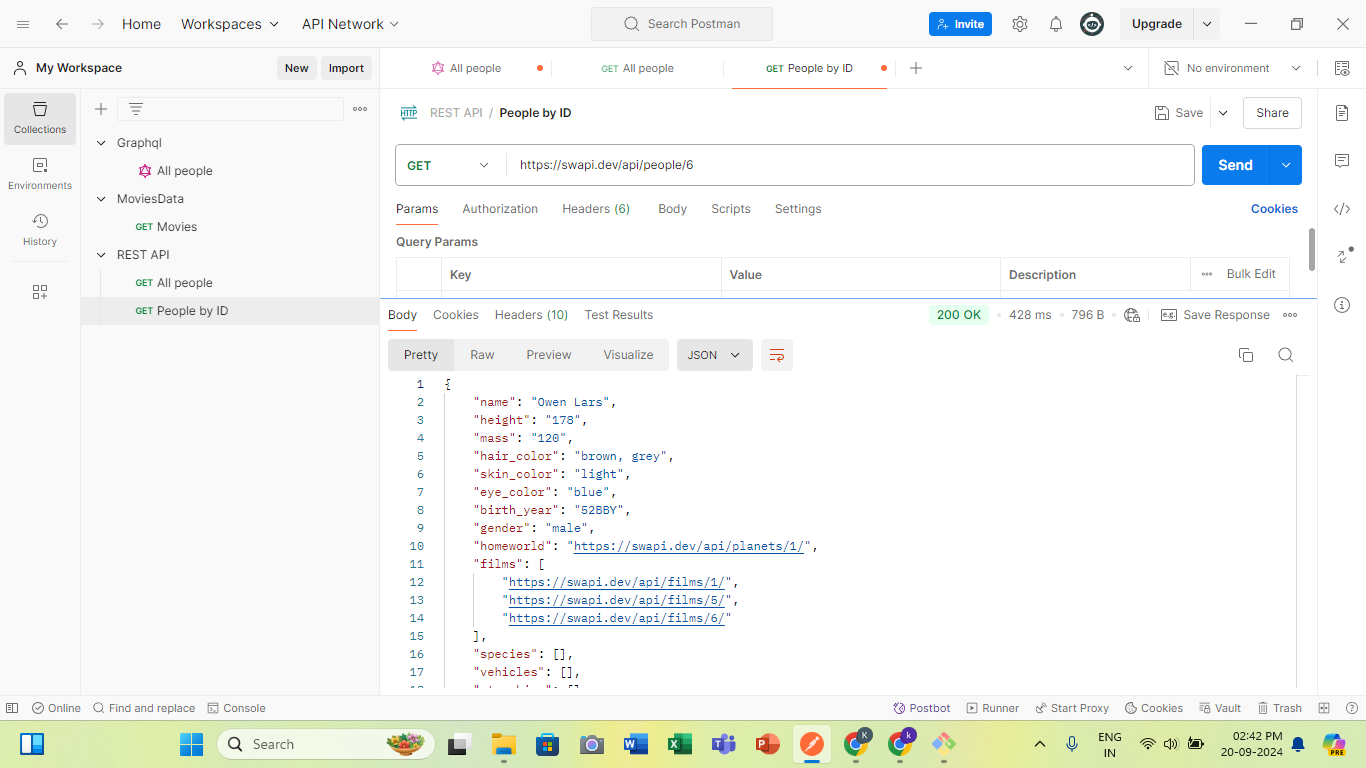 Home Workspaces API Network Search Postman Invite Upgrade
My Workspace New Import
All people GET All people GET People by ID No environment
Collections
Environments
History
Graphql
All people
MoviesData
GET Movies
REST API
GET All people
GET People by ID
HTTP REST API / People by ID Save Share
GET https://swapi.dev/api/people/6 Send
Params Authorization Headers (6) Body Scripts Settings Cookies
Query Params
Key Value Description Bulk Edit
Body Cookies Headers (10) Test Results 200 OK • 428 ms • 796 B e.g. Save Response
Pretty Raw Preview Visualize JSON
1 {
2 "name": "Owen Lars",
3 "height": "178",
4 "mass": "120",
5 "hair_color": "brown, grey",
6 "skin_color": "light",
7 "eye_color": "blue",
8 "birth_year": "52BBY",
9 "gender": "male",
10 "homeworld": "https://swapi.dev/api/planets/1/",
11 "films": [
12 "https://swapi.dev/api/films/1/",
13 "https://swapi.dev/api/films/5/",
14 "https://swapi.dev/api/films/6/"
15 ],
16 "species": [],
17 "vehicles": [],
Online Find and replace Console Postbot Runner Start Proxy Cookies Vault Trash
Search ENG IN 02:42 PM 20-09-2024 PRE